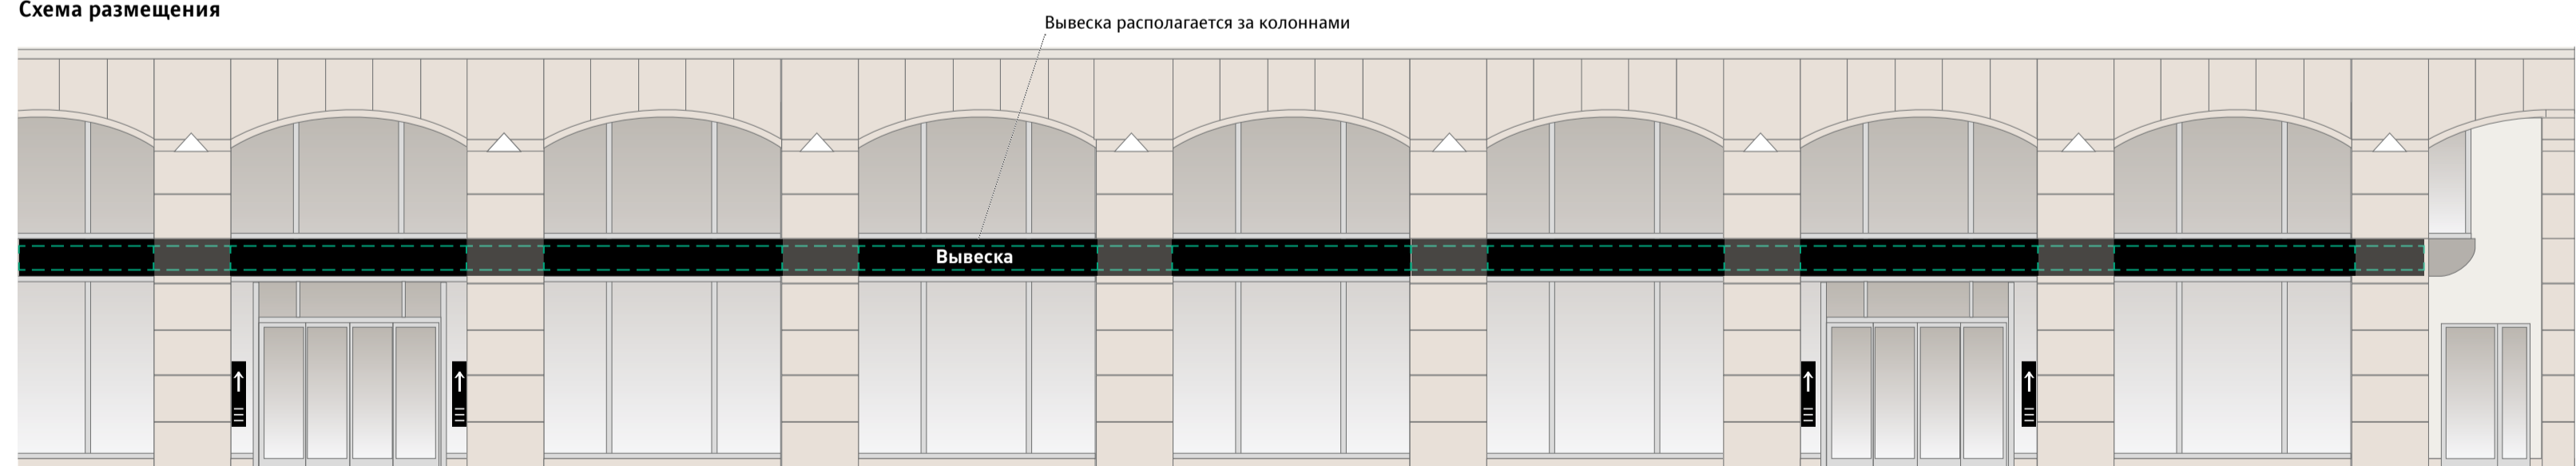 Схема размещения
Вывеска располагается за колоннами
Вывеска